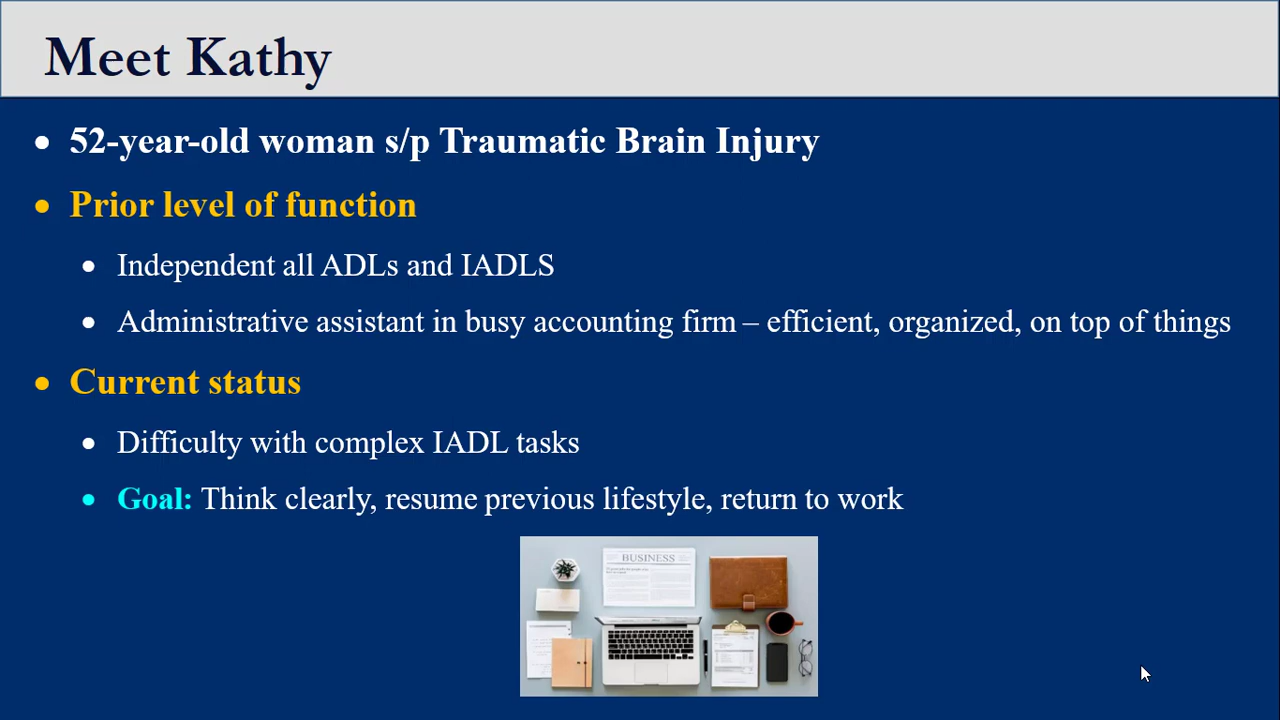 Meet Kathy
• 52-year-old woman s/p Traumatic Brain Injury
• Prior level of function
• Independent all ADLs and IADLS
• Administrative assistant in busy accounting firm – efficient, organized, on top of things
• Current status
• Difficulty with complex IADL tasks
• Goal: Think clearly, resume previous lifestyle, return to work
BUSINESS